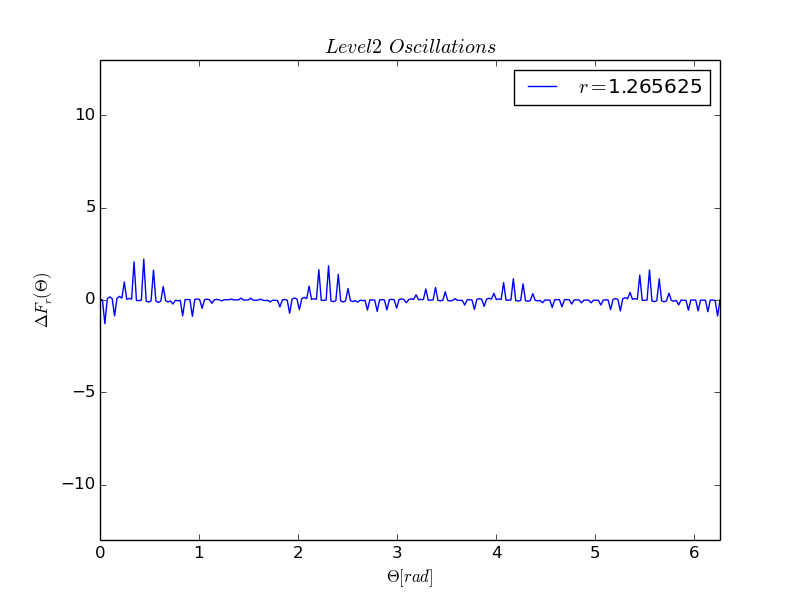 Level2 Oscillations
r=1.265625
10
5
0
−5
−10
ΔF_r(Θ)
0 1 2 3 4 5 6
Θ[rad]